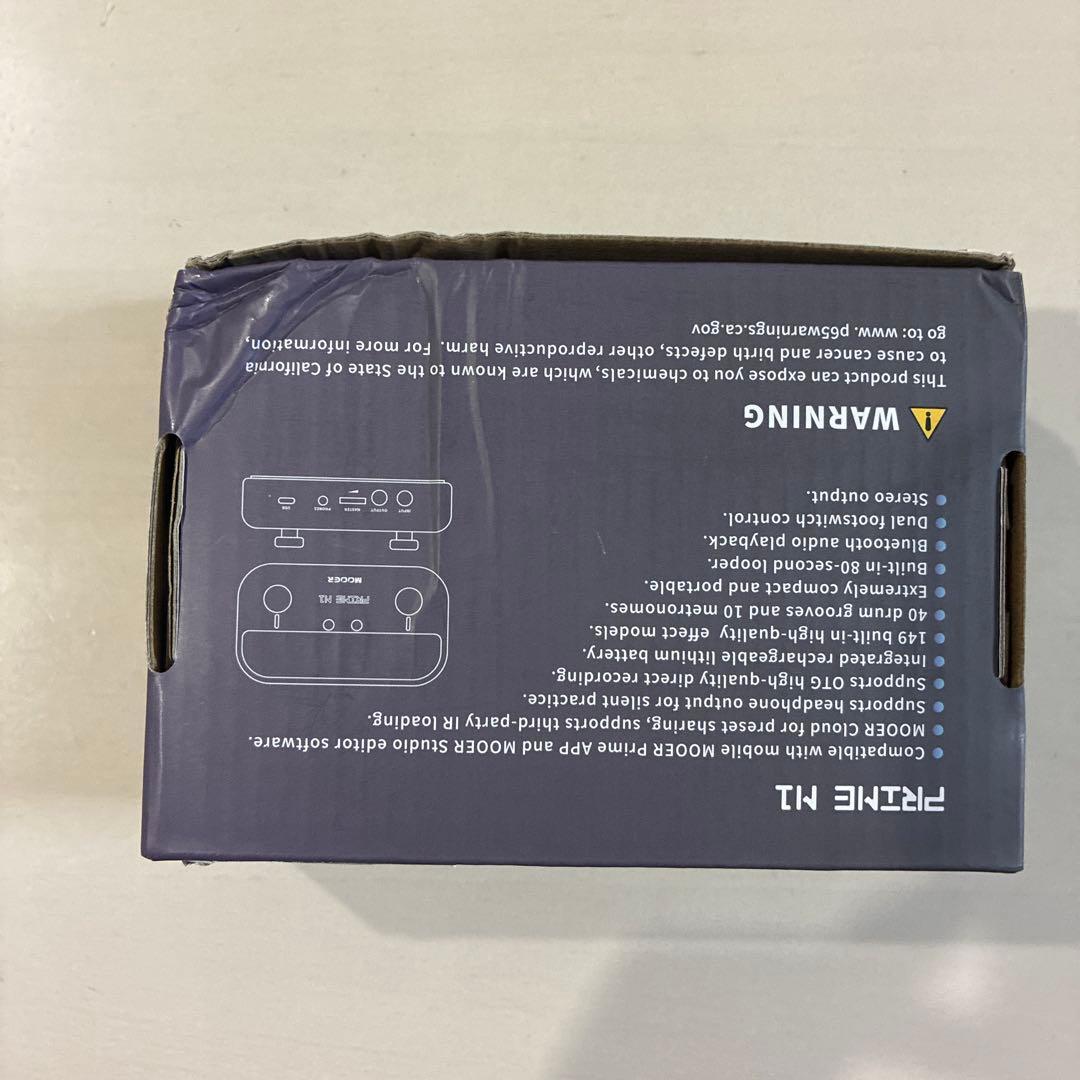 PRIME M1
Compatible with mobile MOOER Prime APP and MOOER Studio editor software.
MOOER Cloud for preset sharing, supports third-party IR loading.
Supports headphone output for silent practice.
Supports OTG high-quality direct recording.
Integrated rechargeable lithium battery.
149 built-in high-quality effect models.
40 drum grooves and 10 metronomes.
Extremely compact and portable.
Built-in 80-second looper.
Bluetooth audio playback.
Dual footswitch control.
Stereo output.
PRIME M1
MOOER
INPUT OUTPUT MASTER PHONES USB
WARNING
This product can expose you to chemicals, which are known to the State of California
to cause cancer and birth defects, other reproductive harm. For more information,
go to: www. p65warnings.ca.gov